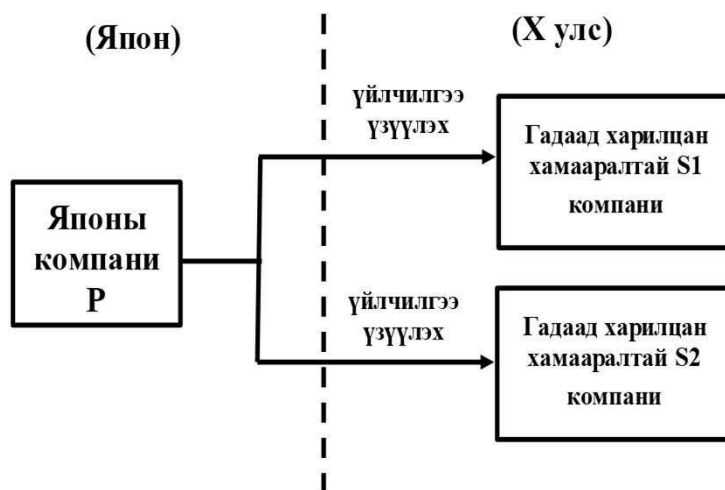 (Япон)
(Х улс)
үйлчилгээ
үзүүлэх
Гадаад харилцан
хамааралтай S1
компани
Японы
компани
P
үйлчилгээ
үзүүлэх
Гадаад харилцан
хамааралтай S2
компани